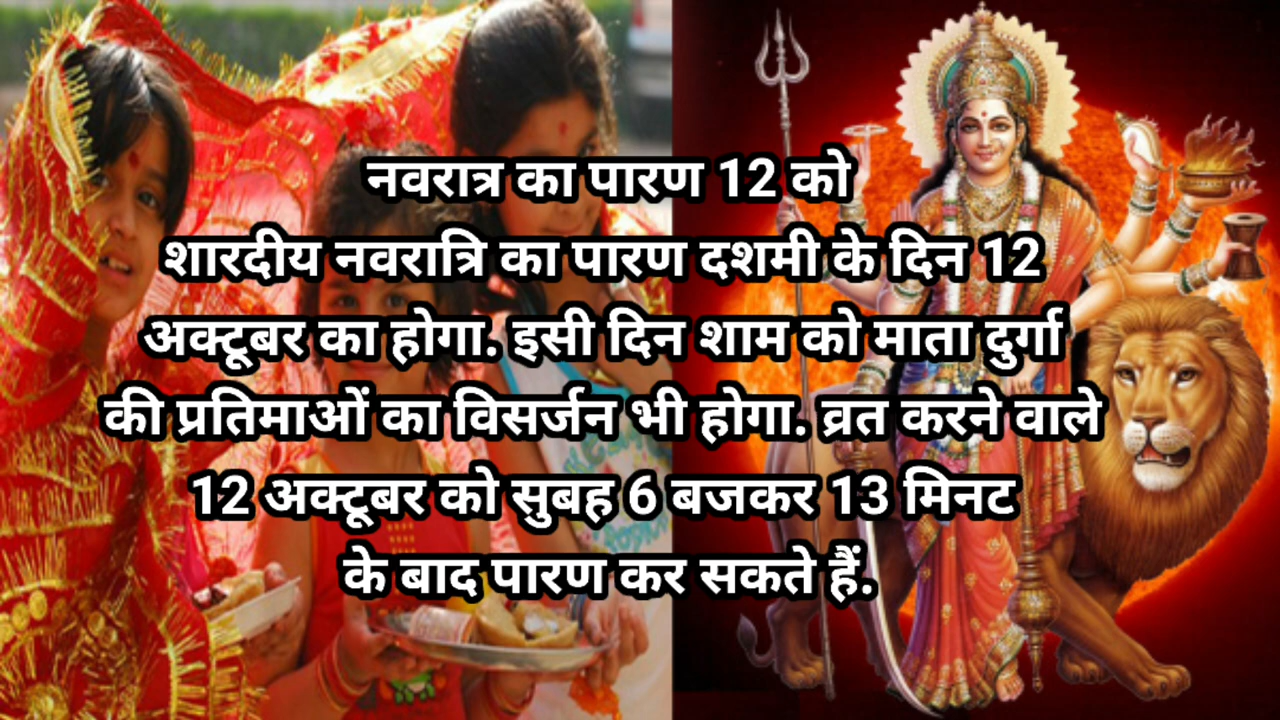 नवरात्र का पारण 12 को
शारदीय नवरात्रि का पारण दशमी के दिन 12
अक्टूबर का होगा. इसी दिन शाम को माता दुर्गा
की प्रतिमाओं का विसर्जन भी होगा. व्रत करने वाले
12 अक्टूबर को सुबह 6 बजकर 13 मिनट
के बाद पारण कर सकते हैं.